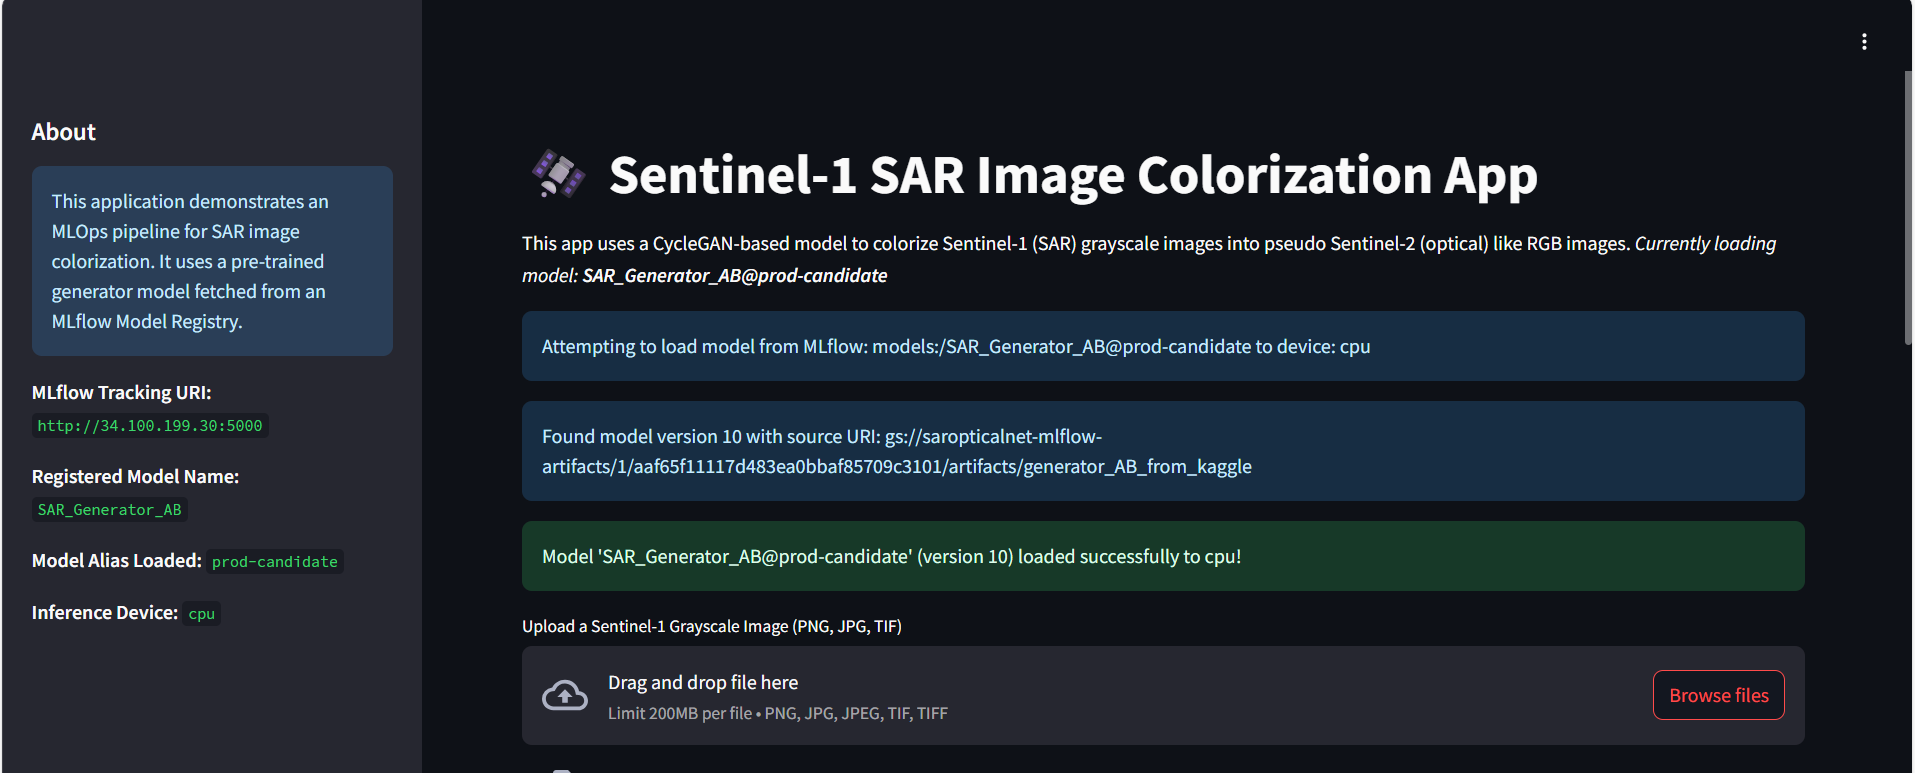 About
This application demonstrates an
MLOps pipeline for SAR image
colorization. It uses a pre-trained
generator model fetched from an
MLflow Model Registry.
MLflow Tracking URI:
http://34.100.199.30:5000
Registered Model Name:
SAR_Generator_AB
Model Alias Loaded: prod-candidate
Inference Device: cpu
Sentinel-1 SAR Image Colorization App
This app uses a CycleGAN-based model to colorize Sentinel-1 (SAR) grayscale images into pseudo Sentinel-2 (optical) like RGB images. Currently loading
model: SAR_Generator_AB@prod-candidate
Attempting to load model from MLflow: models:/SAR_Generator_AB@prod-candidate to device: cpu
Found model version 10 with source URI: gs://saropticalnet-mlflow-
artifacts/1/aaf65f11117d483ea0bbaf85709c3101/artifacts/generator_AB_from_kaggle
Model 'SAR_Generator_AB@prod-candidate' (version 10) loaded successfully to cpu!
Upload a Sentinel-1 Grayscale Image (PNG, JPG, TIF)
Drag and drop file here
Limit 200MB per file • PNG, JPG, JPEG, TIF, TIFF
Browse files